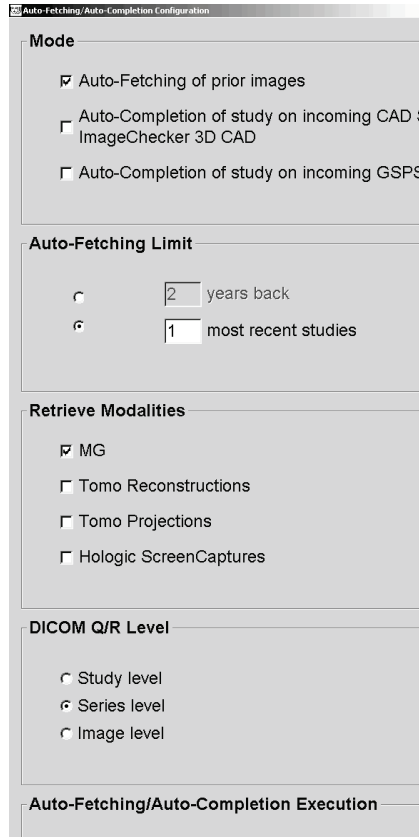 Auto-Fetching/Auto-Completion Configuration
Mode
Auto-Fetching of prior images
Auto-Completion of study on incoming CAD
ImageChecker 3D CAD
Auto-Completion of study on incoming GSPS
Auto-Fetching Limit
2 years back
1 most recent studies
Retrieve Modalities
MG
Tomo Reconstructions
Tomo Projections
Hologic ScreenCaptures
DICOM Q/R Level
Study level
Series level
Image level
Auto-Fetching/Auto-Completion Execution